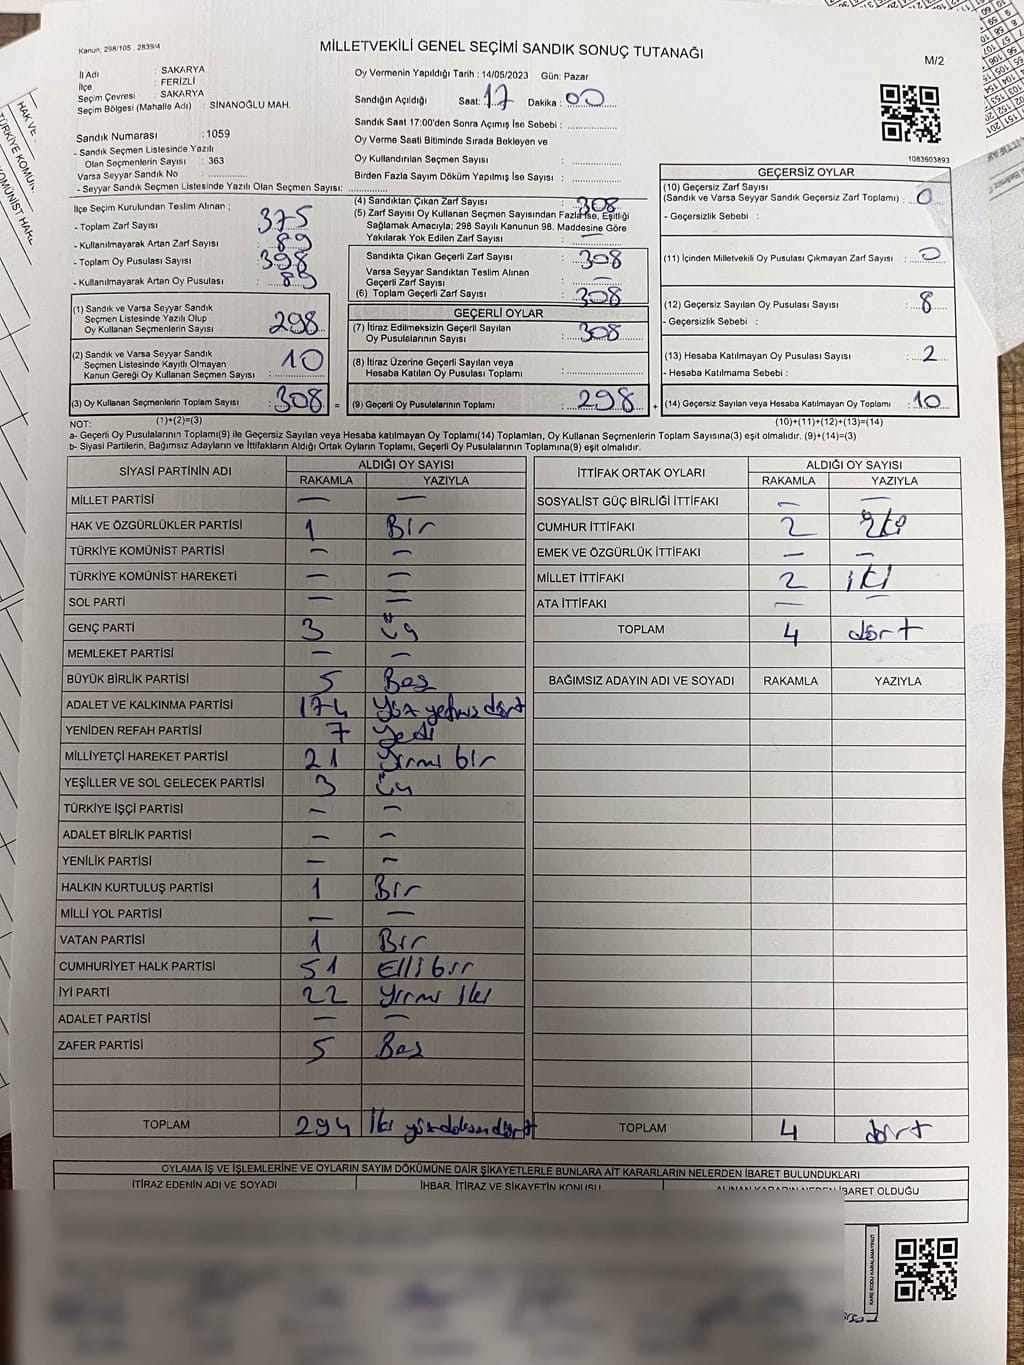 Kanun: 298/105 , 2839/4
MİLLETVEKİLİ GENEL SEÇİMİ SANDIK SONUÇ TUTANAĞI
M/2
İl Adı : SAKARYA
İlçe : FERİZLİ
Seçim Çevresi : SAKARYA
Seçim Bölgesi (Mahalle Adı) : SİNANOĞLU MAH.
Sandık Numarası :1059
- Sandık Seçmen Listesinde Yazılı
Olan Seçmenlerin Sayısı : 363
Varsa Seyyar Sandık No :
- Seyyar Sandık Seçmen Listesinde Yazılı Olan Seçmen Sayısı:
Oy Vermenin Yapıldığı Tarih : 14/05/2023 Gün: Pazar
Sandığın Açıldığı Saat: 17 Dakika : 00
Sandık Saat 17:00'den Sonra Açılmış İse Sebebi :
Oy Verme Saati Bitiminde Sırada Bekleyen ve
Oy Kullandırılan Seçmen Sayısı :
Birden Fazla Sayım Döküm Yapılmış İse Sayısı :
1083603893
İlçe Seçim Kurulundan Teslim Alınan ;
- Toplam Zarf Sayısı : 375
- Kullanılmayarak Artan Zarf Sayısı : 89
- Toplam Oy Pusulası Sayısı : 398
- Kullanılmayarak Artan Oy Pusulası : 89
(1) Sandık ve Varsa Seyyar Sandık
Seçmen Listesinde Yazılı Olup
Oy Kullanan Seçmenlerin Sayısı : 298
(2) Sandık ve Varsa Seyyar Sandık
Seçmen Listesinde Kayıtlı Olmayan
Kanun Gereği Oy Kullanan Seçmen Sayısı : 10
(3) Oy Kullanan Seçmenlerin Toplam Sayısı : 308 =
(1)+(2)=(3)
(4) Sandıktan Çıkan Zarf Sayısı : 308
(5) Zarf Sayısı Oy Kullanan Seçmen Sayısından Fazla İse, Eşitliği
Sağlamak Amacıyla; 298 Sayılı Kanunun 98. Maddesine Göre
Yakılarak Yok Edilen Zarf Sayısı : —
Sandıkta Çıkan Geçerli Zarf Sayısı : 308
Varsa Seyyar Sandıktan Teslim Alınan
Geçerli Zarf Sayısı : —
(6) Toplam Geçerli Zarf Sayısı : 308
GEÇERLİ OYLAR
(7) İtiraz Edilmeksizin Geçerli Sayılan
Oy Pusulalarının Sayısı : 308
(8) İtiraz Üzerine Geçerli Sayılan veya
Hesaba Katılan Oy Pusulası Toplamı :
(9) Geçerli Oy Pusulalarının Toplamı : 298 +
GEÇERSİZ OYLAR
(10) Geçersiz Zarf Sayısı
(Sandık ve Varsa Seyyar Sandık Geçersiz Zarf Toplamı) : 0
- Geçersizlik Sebebi :
(11) İçinden Milletvekili Oy Pusulası Çıkmayan Zarf Sayısı : 0
(12) Geçersiz Sayılan Oy Pusulası Sayısı : 8
- Geçersizlik Sebebi :
(13) Hesaba Katılmayan Oy Pusulası Sayısı : 2
- Hesaba Katılmama Sebebi :
(14) Geçersiz Sayılan veya Hesaba Katılmayan Oy Toplamı : 10
(10)+(11)+(12)+(13)=(14)
NOT:
a- Geçerli Oy Pusulalarının Toplamı(9) ile Geçersiz Sayılan veya Hesaba katılmayan Oy Toplamı(14) Toplamları, Oy Kullanan Seçmenlerin Toplam Sayısına(3) eşit olmalıdır. (9)+(14)=(3)
b- Siyasi Partilerin, Bağımsız Adayların ve İttifakların Aldığı Ortak Oyların Toplamı, Geçerli Oy Pusulalarının Toplamına(9) eşit olmalıdır.
SİYASİ PARTİNİN ADI ALDIĞI OY SAYISI
RAKAMLA YAZIYLA
MİLLET PARTİSİ — —
HAK VE ÖZGÜRLÜKLER PARTİSİ 1 Bir
TÜRKİYE KOMÜNİST PARTİSİ — —
TÜRKİYE KOMÜNİST HAREKETİ — —
SOL PARTİ — —
GENÇ PARTİ 3 üç
MEMLEKET PARTİSİ — —
BÜYÜK BİRLİK PARTİSİ 5 Beş
ADALET VE KALKINMA PARTİSİ 174 Yüz yetmiş dört
YENİDEN REFAH PARTİSİ 7 yedi
MİLLİYETÇİ HAREKET PARTİSİ 21 yirmi bir
YEŞİLLER VE SOL GELECEK PARTİSİ 3 üç
TÜRKİYE İŞÇİ PARTİSİ — —
ADALET BİRLİK PARTİSİ — —
YENİLİK PARTİSİ — —
HALKIN KURTULUŞ PARTİSİ 1 Bir
MİLLİ YOL PARTİSİ — —
VATAN PARTİSİ 1 Bir
CUMHURİYET HALK PARTİSİ 51 Elli bir
İYİ PARTİ 22 yirmi iki
ADALET PARTİSİ — —
ZAFER PARTİSİ 5 Beş
TOPLAM 294 iki yüz doksan dört
İTTİFAK ORTAK OYLARI ALDIĞI OY SAYISI
RAKAMLA YAZIYLA
SOSYALİST GÜÇ BİRLİĞİ İTTİFAKI — —
CUMHUR İTTİFAKI 2 iki
EMEK VE ÖZGÜRLÜK İTTİFAKI — —
MİLLET İTTİFAKI 2 iki
ATA İTTİFAKI — —
TOPLAM 4 dört
BAĞIMSIZ ADAYIN ADI VE SOYADI RAKAMLA YAZIYLA
TOPLAM 4 dört
OYLAMA İŞ VE İŞLEMLERİNE VE OYLARIN SAYIM DÖKÜMÜNE DAİR ŞİKAYETLERLE BUNLARA AİT KARARLARIN NELERDEN İBARET BULUNDUKLARI
İTİRAZ EDENİN ADI VE SOYADI İHBAR, İTİRAZ VE ŞİKAYETİN KONUSU ALINAN KARARIN NEDEN İBARET OLDUĞU
KARE KODU KARALAMAYINIZ!